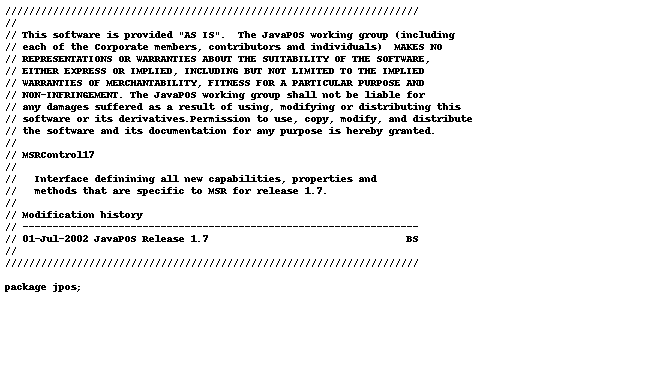 //////////////////////////////////////////////////////////////////////
//
// This software is provided "AS IS".  The JavaPOS working group (including
// each of the Corporate members, contributors and individuals)  MAKES NO
// REPRESENTATIONS OR WARRANTIES ABOUT THE SUITABILITY OF THE SOFTWARE,
// EITHER EXPRESS OR IMPLIED, INCLUDING BUT NOT LIMITED TO THE IMPLIED
// WARRANTIES OF MERCHANTABILITY, FITNESS FOR A PARTICULAR PURPOSE AND
// NON-INFRINGEMENT. The JavaPOS working group shall not be liable for
// any damages suffered as a result of using, modifying or distributing this
// software or its derivatives.Permission to use, copy, modify, and distribute
// the software and its documentation for any purpose is hereby granted.
//
// MSRControl17
//
//   Interface definining all new capabilities, properties and
//   methods that are specific to MSR for release 1.7.
//
// Modification history
// ------------------------------------------------------------------
// 01-Jul-2002 JavaPOS Release 1.7                                 BS
//
//////////////////////////////////////////////////////////////////////
package jpos;